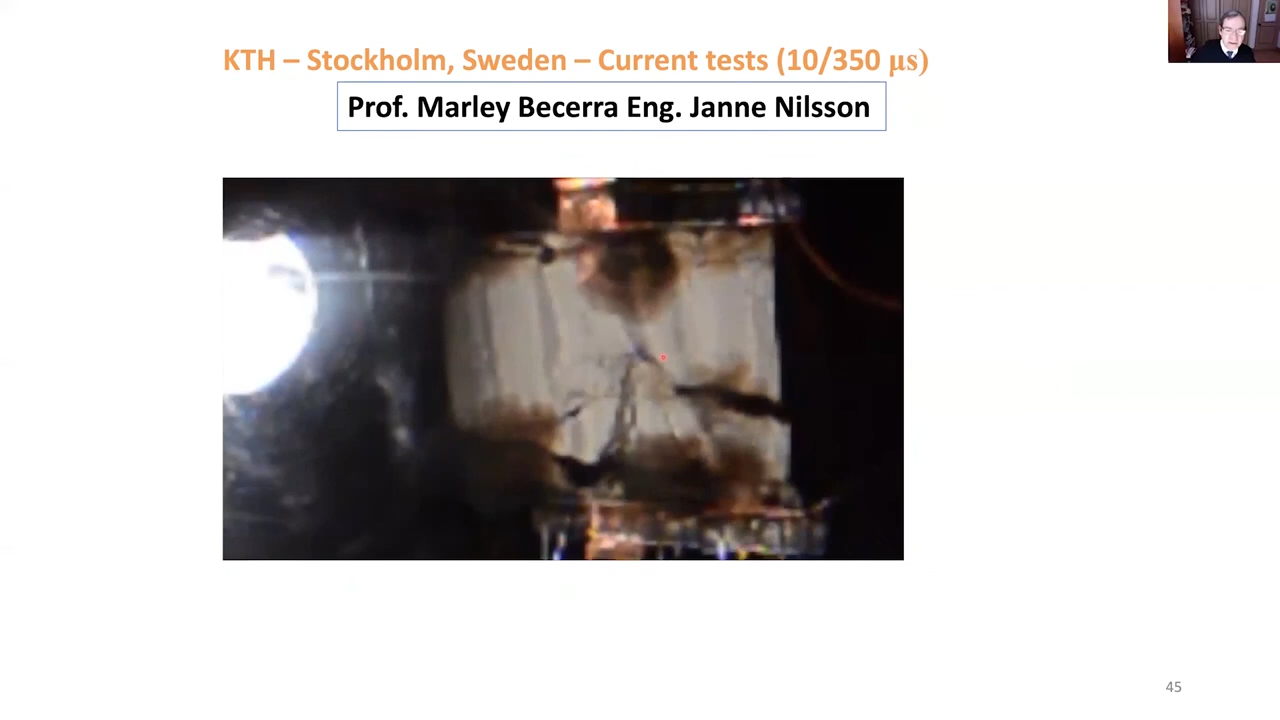 KTH – Stockholm, Sweden – Current tests (10/350 μs)
Prof. Marley Becerra Eng. Janne Nilsson
45